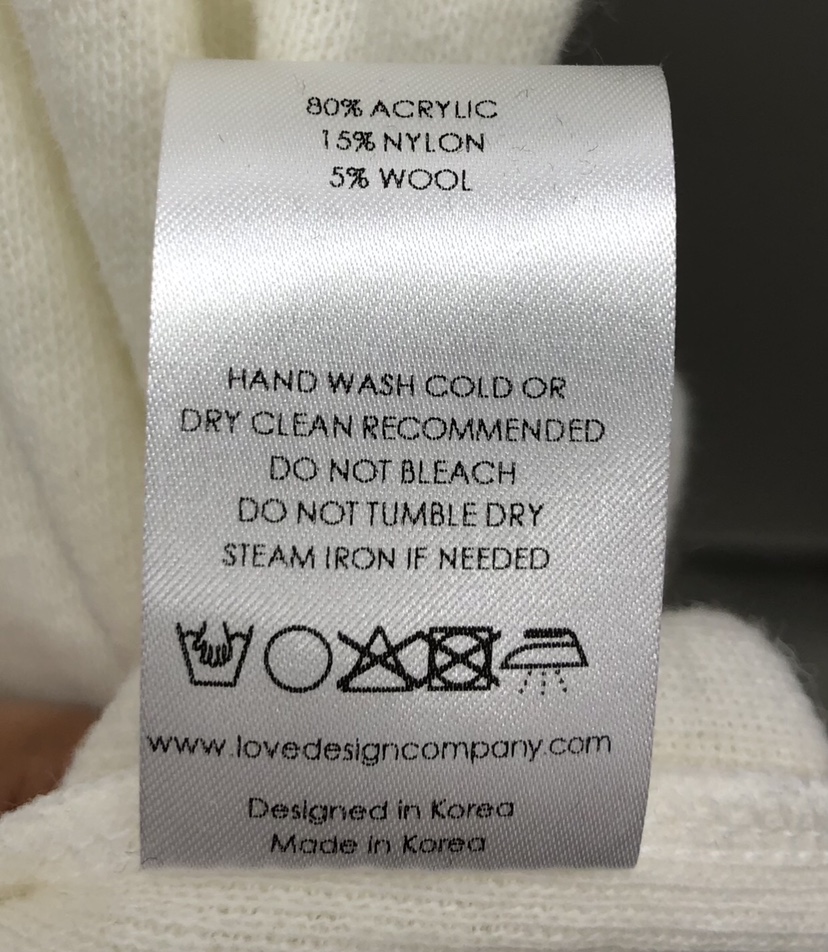 80% ACRYLIC
15% NYLON
5% WOOL
HAND WASH COLD OR
DRY CLEAN RECOMMENDED
DO NOT BLEACH
DO NOT TUMBLE DRY
STEAM IRON IF NEEDED
www.lovedesigncompany.com
Designed in Korea
Made in Korea